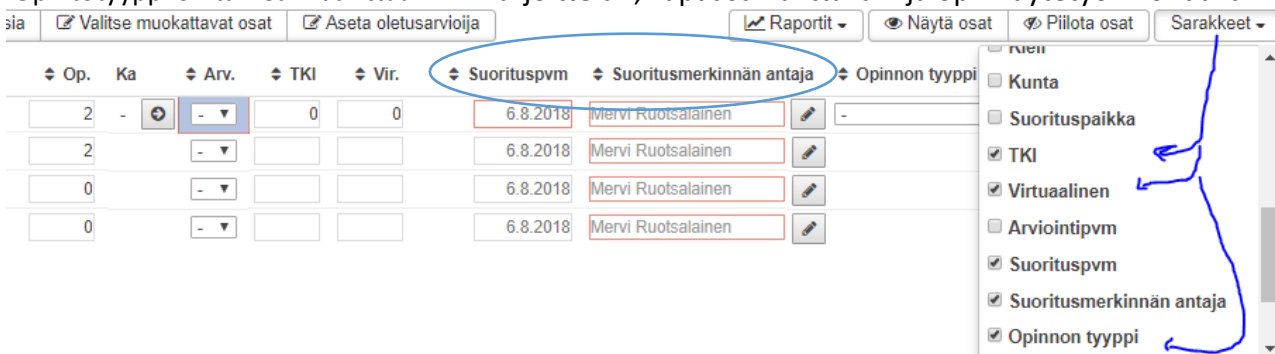 sia Valitse muokattavat osat Aseta oletusarvioija Raportit Näytä osat Piilota osat Sarakkeet
Op. Ka Arv. TKI Vir. Suorituspvm Suoritusmerkinnän antaja Opinnon tyyppi
2 - - 0 0 6.8.2018 Mervi Ruotsalainen -
2 - 6.8.2018 Mervi Ruotsalainen
0 - 6.8.2018 Mervi Ruotsalainen
0 - 6.8.2018 Mervi Ruotsalainen
Kieli
Kunta
Suorituspaikka
TKI
Virtuaalinen
Arviointipvm
Suorituspvm
Suoritusmerkinnän antaja
Opinnon tyyppi